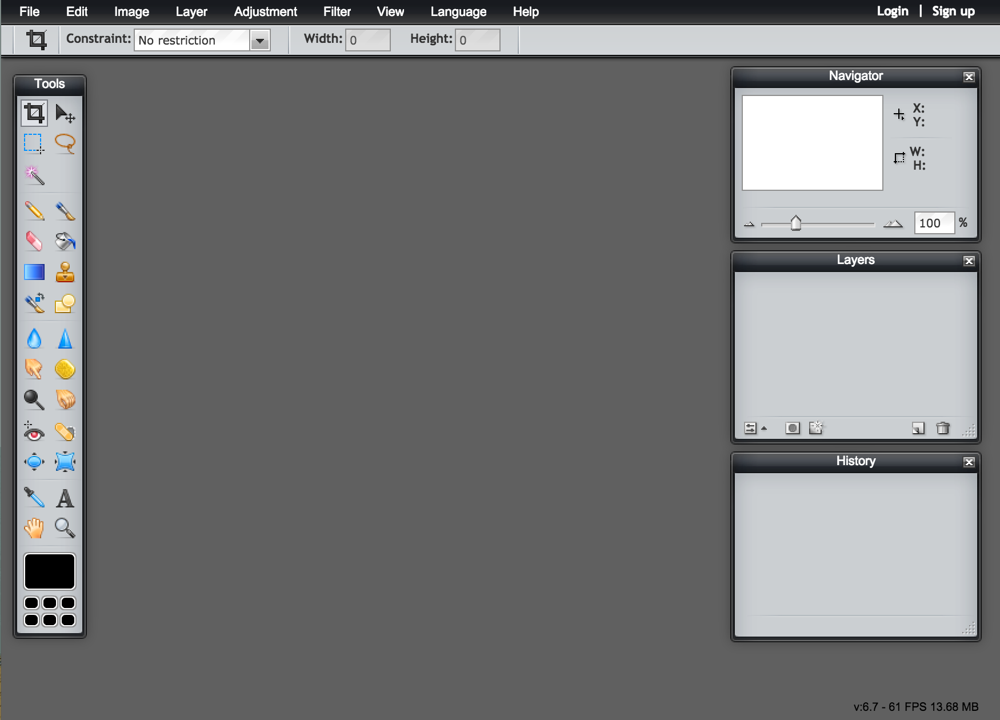 File Edit Image Layer Adjustment Filter View Language Help Login | Sign up
Constraint: No restriction Width: 0 Height: 0
Tools
A
Navigator
X:
Y:
W:
H:
100 %
Layers
History
v:6.7 - 61 FPS 13.68 MB